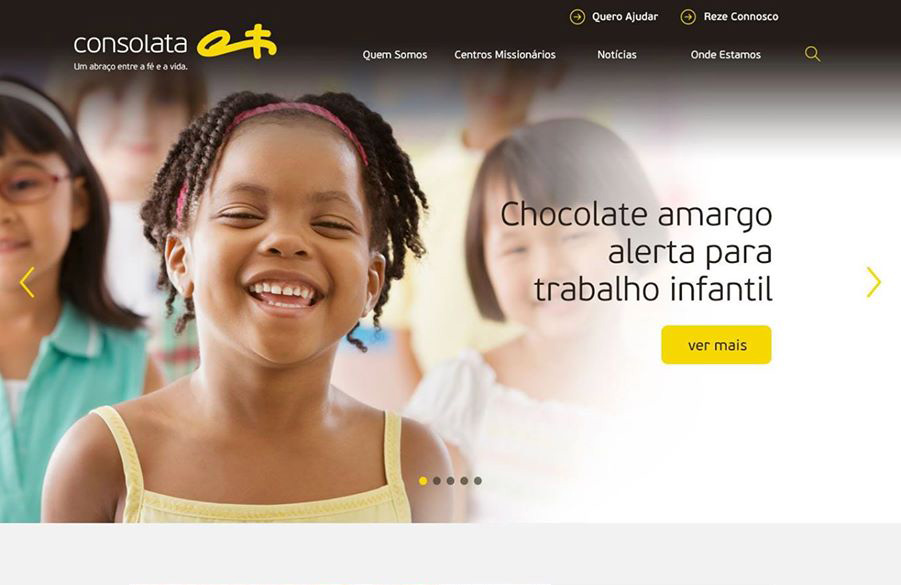 Quero Ajudar
Reze Connosco
consolata
Um abraço entre a fé e a vida.
Quem Somos
Centros Missionários
Notícias
Onde Estamos
Chocolate amargo
alerta para
trabalho infantil
ver mais